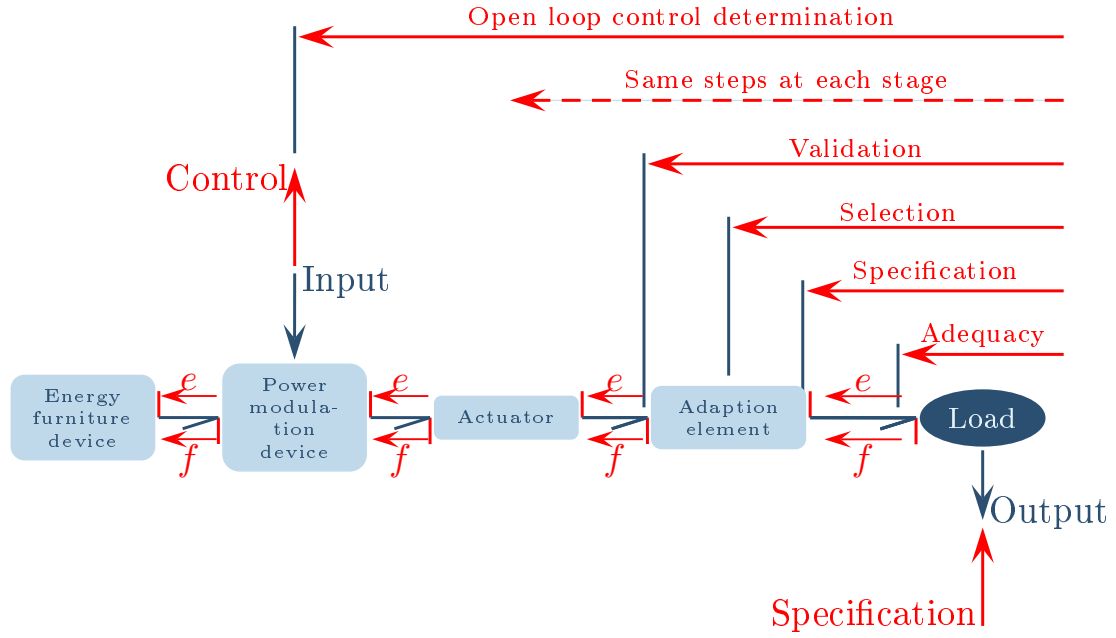 Open loop control determination
Same steps at each stage
Validation
Control
Selection
Specification
Input
Adequacy
Energy
furniture
device
e
f
Power
modula-
tion
device
e
f
Actuator
e
f
Adaption
element
e
f
Load
Output
Specification